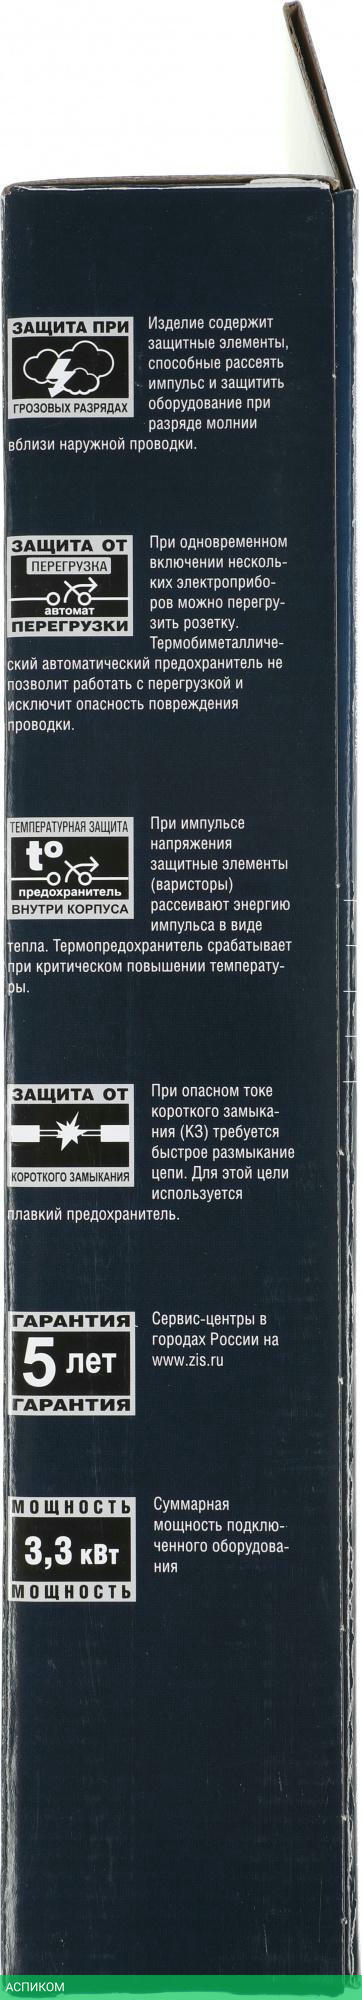 ЗАЩИТА ПРИ
ГРОЗОВЫХ РАЗРЯДАХ
Изделие содержит
защитные элементы,
способные рассеять
импульс и защитить
оборудование при
разряде молнии
вблизи наружной проводки.
ЗАЩИТА ОТ
ПЕРЕГРУЗКА
автомат
ПЕРЕГРУЗКИ
При одновременном
включении несколь-
ких электроприбо-
ров можно перегру-
зить розетку.
Термобиметалличе-
ский автоматический предохранитель не
позволит работать с перегрузкой и
исключит опасность повреждения
проводки.
ТЕМПЕРАТУРНАЯ ЗАЩИТА
t°
предохранитель
ВНУТРИ КОРПУСА
При импульсе
напряжения
защитные элементы
(варисторы)
рассеивают энергию
импульса в виде
тепла. Термопредохранитель срабатывает
при критическом повышении температу-
ры.
ЗАЩИТА ОТ
КОРОТКОГО ЗАМЫКАНИЯ
При опасном токе
короткого замыка-
ния (КЗ) требуется
быстрое размыкание
цепи. Для этой цели
используется
плавкий предохранитель.
ГАРАНТИЯ
5 лет
ГАРАНТИЯ
Сервис-центры в
городах России на
www.zis.ru
МОЩНОСТЬ
3,3 кВт
МОЩНОСТЬ
Суммарная
мощность подклю-
ченного оборудова-
ния
АСПИКОМ